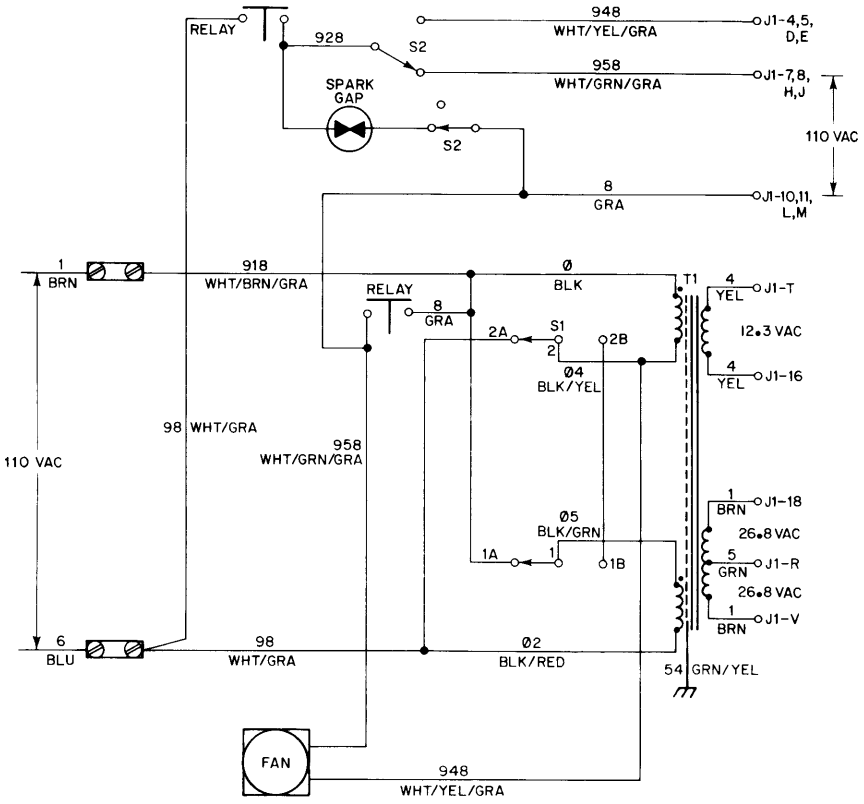 948
WHT/YEL/GRA
J1-4,5,
D,E
RELAY
928
S2
958
WHT/GRN/GRA
J1-7,8,
H,J
SPARK
GAP
S2
110 VAC
8
GRA
J1-10,11,
L,M
1
BRN
918
WHT/BRN/GRA
Ø
BLK
T1
RELAY
8
GRA
4
YEL
J1-T
2A
S1
2
2B
12.3 VAC
Ø4
BLK/YEL
4
YEL
J1-16
98 WHT/GRA
958
WHT/GRN/GRA
110 VAC
1
BRN
J1-18
Ø5
BLK/GRN
26.8 VAC
1A
1
1B
5
GRN
J1-R
26.8 VAC
1
BRN
J1-V
6
BLU
98
WHT/GRA
Ø2
BLK/RED
54 GRN/YEL
FAN
948
WHT/YEL/GRA